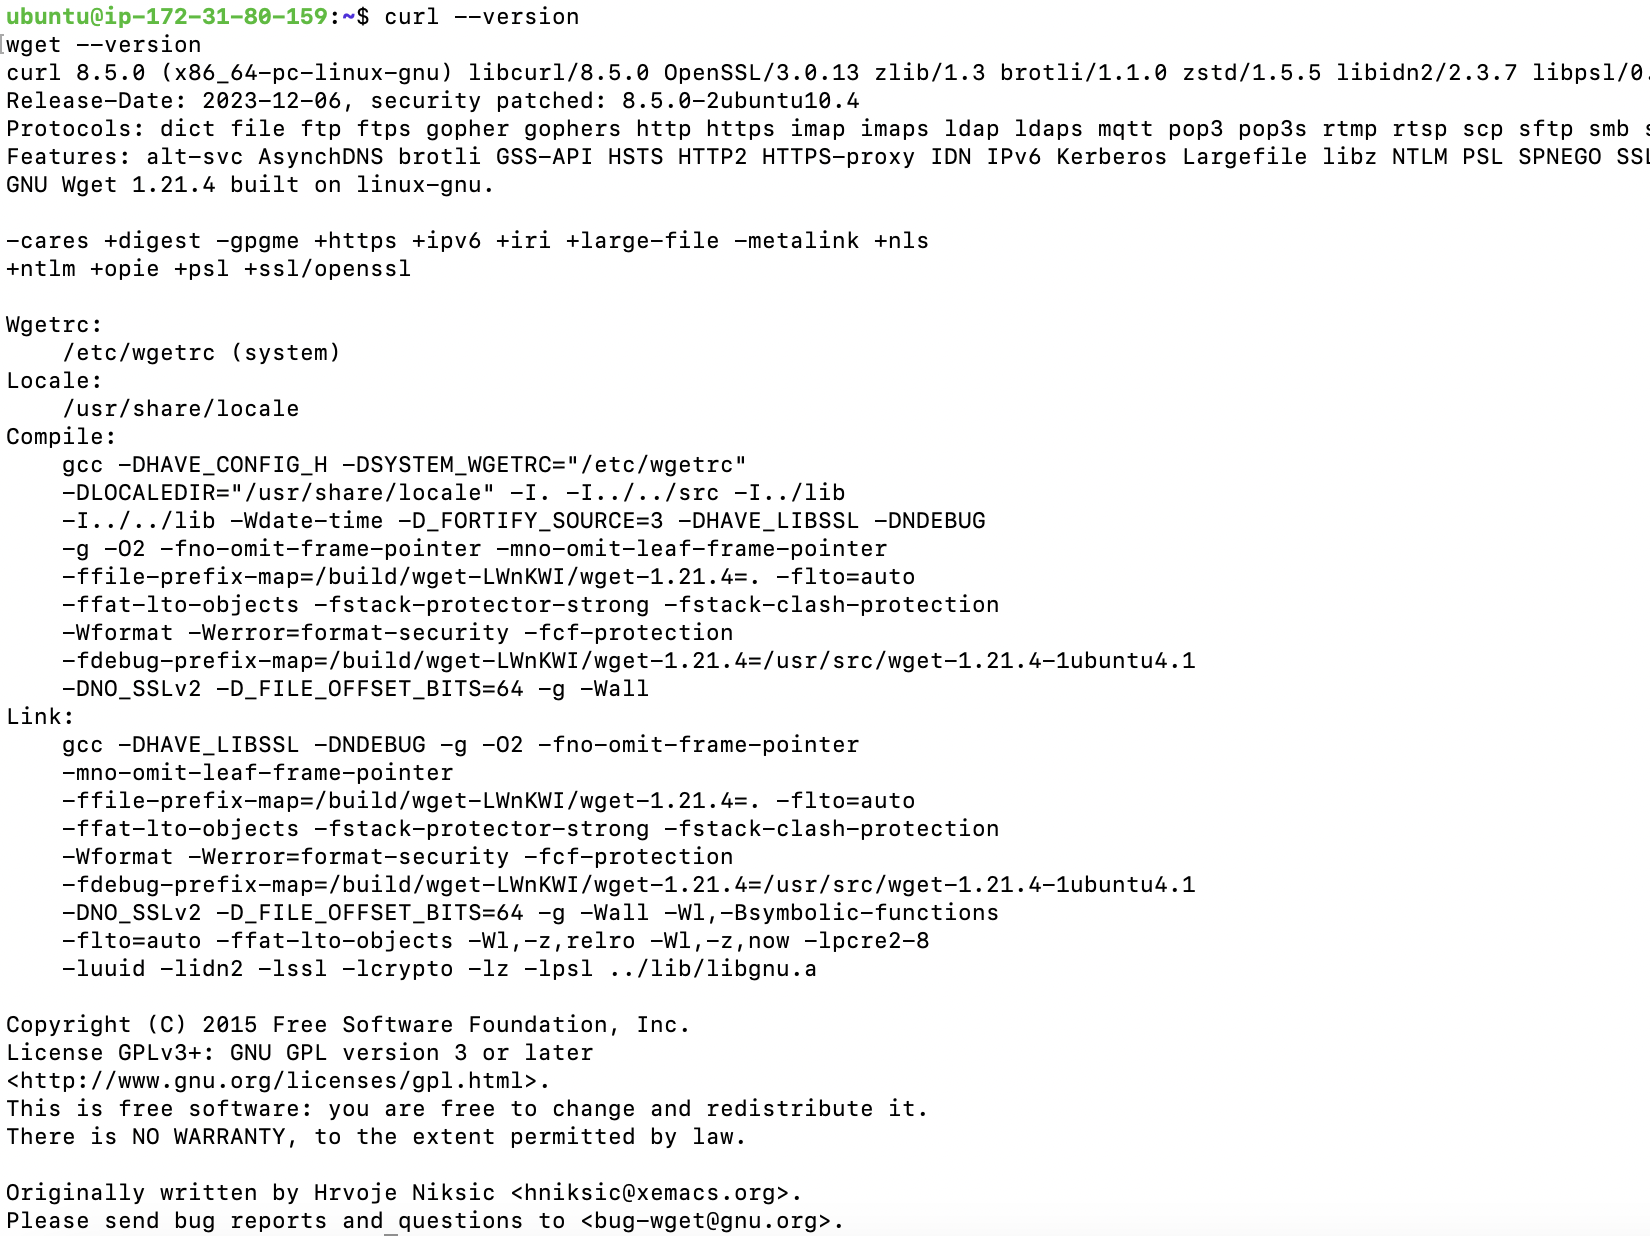 ubuntu@ip-172-31-80-159:~$ curl --version
wget --version
curl 8.5.0 (x86_64-pc-linux-gnu) libcurl/8.5.0 OpenSSL/3.0.13 zlib/1.3 brotli/1.1.0 zstd/1.5.5 libidn2/2.3.7 libpsl/0.
Release-Date: 2023-12-06, security patched: 8.5.0-2ubuntu10.4
Protocols: dict file ftp ftps gopher gophers http https imap imaps ldap ldaps mqtt pop3 pop3s rtmp rtsp scp sftp smb s
Features: alt-svc AsynchDNS brotli GSS-API HSTS HTTP2 HTTPS-proxy IDN IPv6 Kerberos Largefile libz NTLM PSL SPNEGO SSL
GNU Wget 1.21.4 built on linux-gnu.

-cares +digest -gpgme +https +ipv6 +iri +large-file -metalink +nls
+ntlm +opie +psl +ssl/openssl

Wgetrc:
    /etc/wgetrc (system)
Locale:
    /usr/share/locale
Compile:
    gcc -DHAVE_CONFIG_H -DSYSTEM_WGETRC="/etc/wgetrc"
    -DLOCALEDIR="/usr/share/locale" -I. -I../../src -I../lib
    -I../../lib -Wdate-time -D_FORTIFY_SOURCE=3 -DHAVE_LIBSSL -DNDEBUG
    -g -O2 -fno-omit-frame-pointer -mno-omit-leaf-frame-pointer
    -ffile-prefix-map=/build/wget-LWnKWI/wget-1.21.4=. -flto=auto
    -ffat-lto-objects -fstack-protector-strong -fstack-clash-protection
    -Wformat -Werror=format-security -fcf-protection
    -fdebug-prefix-map=/build/wget-LWnKWI/wget-1.21.4=/usr/src/wget-1.21.4-1ubuntu4.1
    -DNO_SSLv2 -D_FILE_OFFSET_BITS=64 -g -Wall
Link:
    gcc -DHAVE_LIBSSL -DNDEBUG -g -O2 -fno-omit-frame-pointer
    -mno-omit-leaf-frame-pointer
    -ffile-prefix-map=/build/wget-LWnKWI/wget-1.21.4=. -flto=auto
    -ffat-lto-objects -fstack-protector-strong -fstack-clash-protection
    -Wformat -Werror=format-security -fcf-protection
    -fdebug-prefix-map=/build/wget-LWnKWI/wget-1.21.4=/usr/src/wget-1.21.4-1ubuntu4.1
    -DNO_SSLv2 -D_FILE_OFFSET_BITS=64 -g -Wall -Wl,-Bsymbolic-functions
    -flto=auto -ffat-lto-objects -Wl,-z,relro -Wl,-z,now -lpcre2-8
    -luuid -lidn2 -lssl -lcrypto -lz -lpsl ../lib/libgnu.a

Copyright (C) 2015 Free Software Foundation, Inc.
License GPLv3+: GNU GPL version 3 or later
<http://www.gnu.org/licenses/gpl.html>.
This is free software: you are free to change and redistribute it.
There is NO WARRANTY, to the extent permitted by law.

Originally written by Hrvoje Niksic <hniksic@xemacs.org>.
Please send bug reports and questions to <bug-wget@gnu.org>.